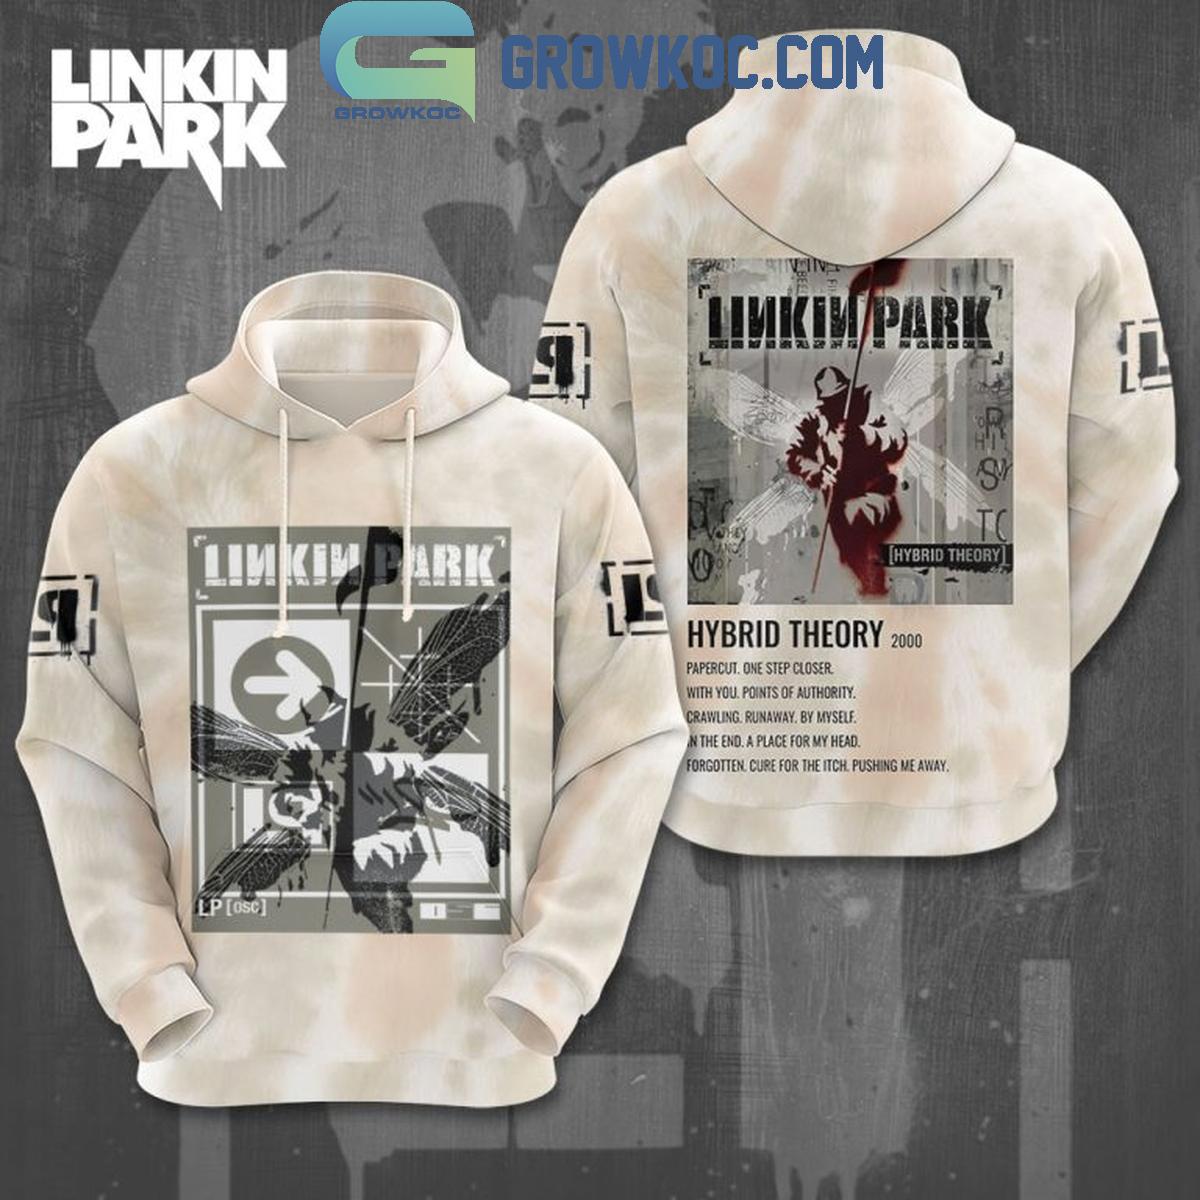 LINKIN
PARK
GROWKOC
GROWKOC.COM
LINKIN PARK
LP [OSC]
LINKIN PARK
[HYBRID THEORY]
HYBRID THEORY 2000
PAPERCUT. ONE STEP CLOSER.
WITH YOU. POINTS OF AUTHORITY.
CRAWLING. RUNAWAY. BY MYSELF.
IN THE END. A PLACE FOR MY HEAD.
FORGOTTEN. CURE FOR THE ITCH. PUSHING ME AWAY.